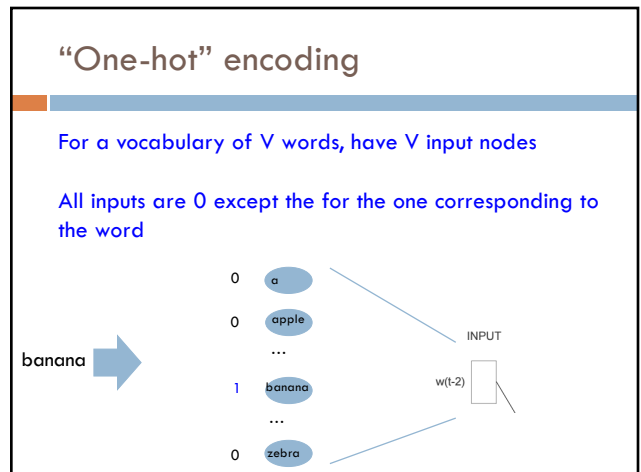 “One-hot” encoding
For a vocabulary of V words, have V input nodes
All inputs are 0 except the for the one corresponding to
the word
0 a
0 apple
...
banana
1 banana
...
0 zebra
INPUT
w(t-2)